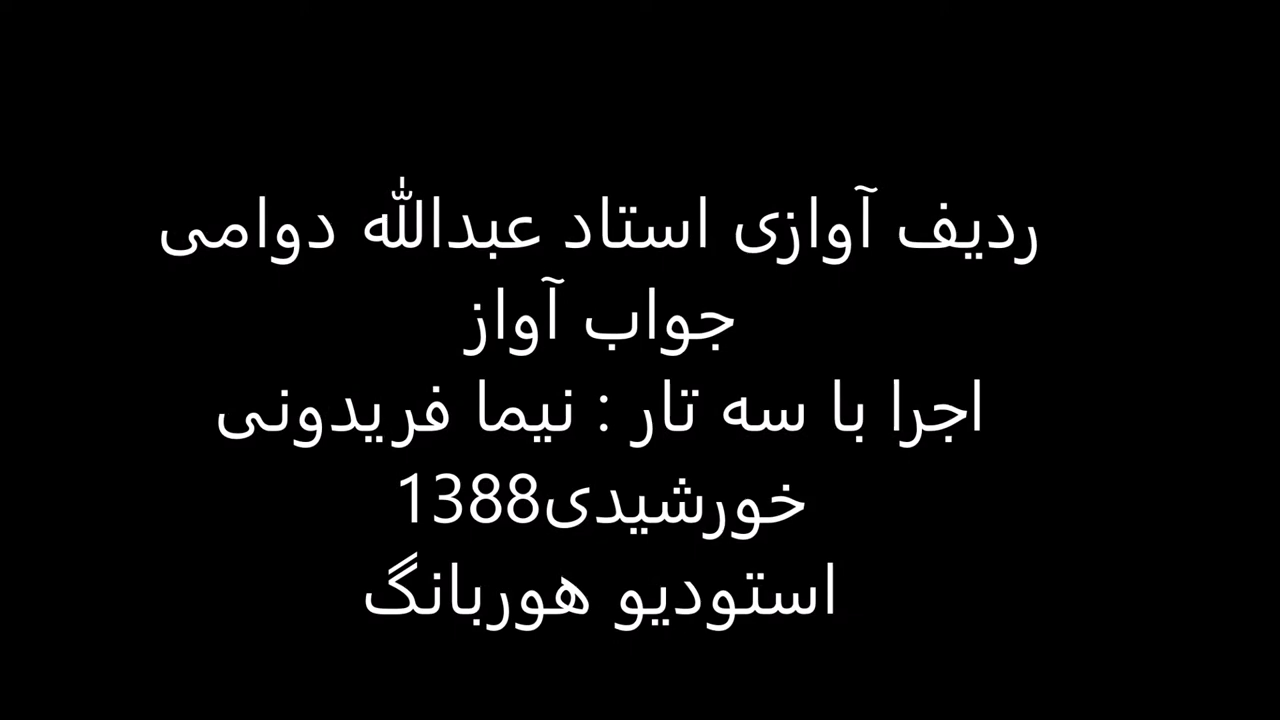 ردیف آوازی استاد عبدالله دوامی
جواب آواز
اجرا با سه تار : نیما فریدونی
خورشیدی1388
استودیو هوربانگ